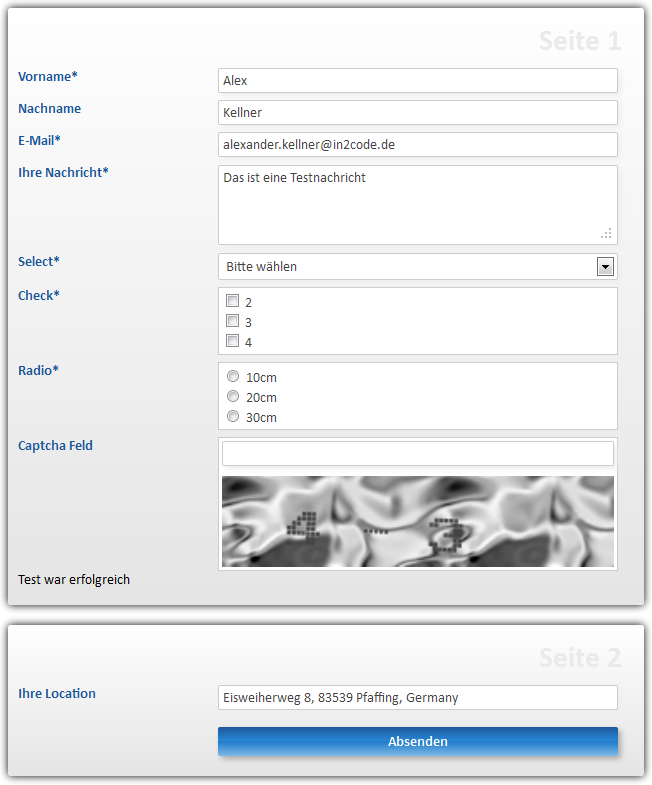 Seite 1
Vorname*
Alex
Nachname
Kellner
E-Mail*
alexander.kellner@in2code.de
Ihre Nachricht*
Das ist eine Testnachricht
Select*
Bitte wählen
Check*
2
3
4
Radio*
10cm
20cm
30cm
Captcha Feld
Test war erfolgreich
Seite 2
Ihre Location
Eisweiherweg 8, 83539 Pfaffing, Germany
Absenden